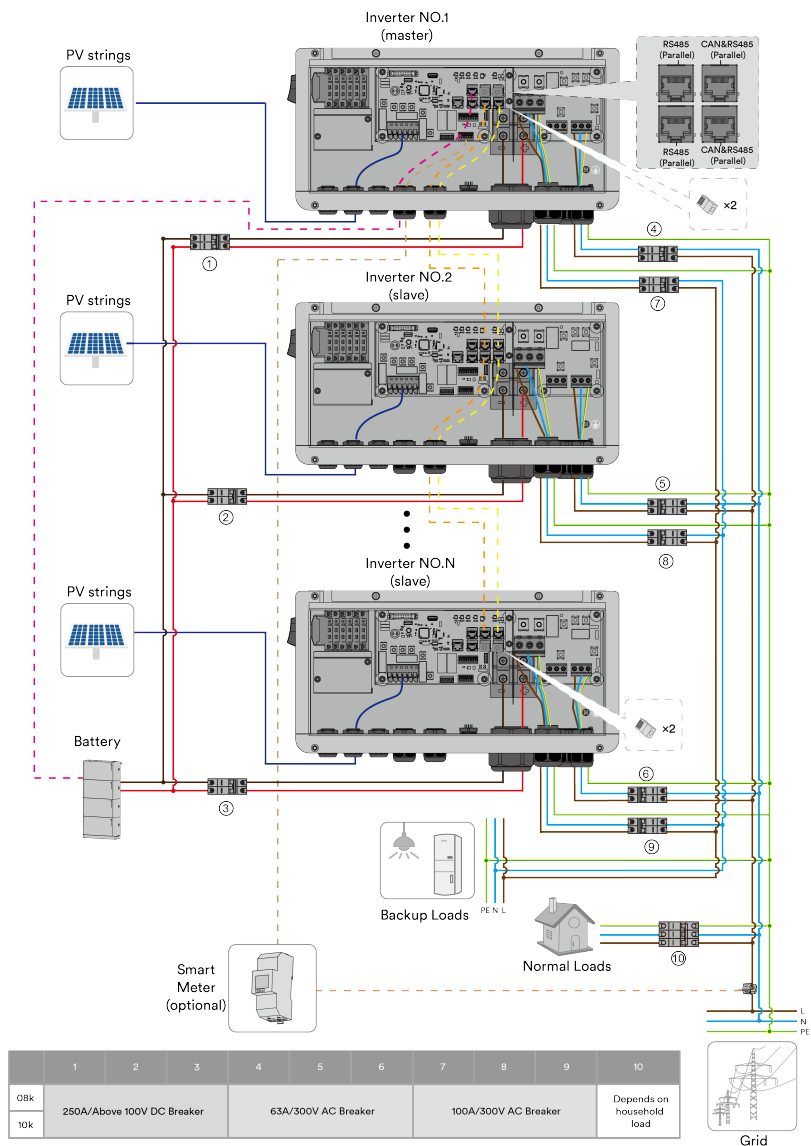 Inverter NO.1
(master)
PV strings
RS485
(Parallel)
CAN&RS485
(Parallel)
RS485
(Parallel)
CAN&RS485
(Parallel)
×2
①
④
⑦
Inverter NO.2
(slave)
PV strings
②
⑤
⑧
Inverter NO.N
(slave)
PV strings
×2
Battery
③
⑥
⑨
Backup Loads
PE N L
Normal Loads
⑩
Smart
Meter
(optional)
L
N
PE
Grid
1 2 3 4 5 6 7 8 9 10
08k
10k
250A/Above 100V DC Breaker
63A/300V AC Breaker
100A/300V AC Breaker
Depends on
household
load